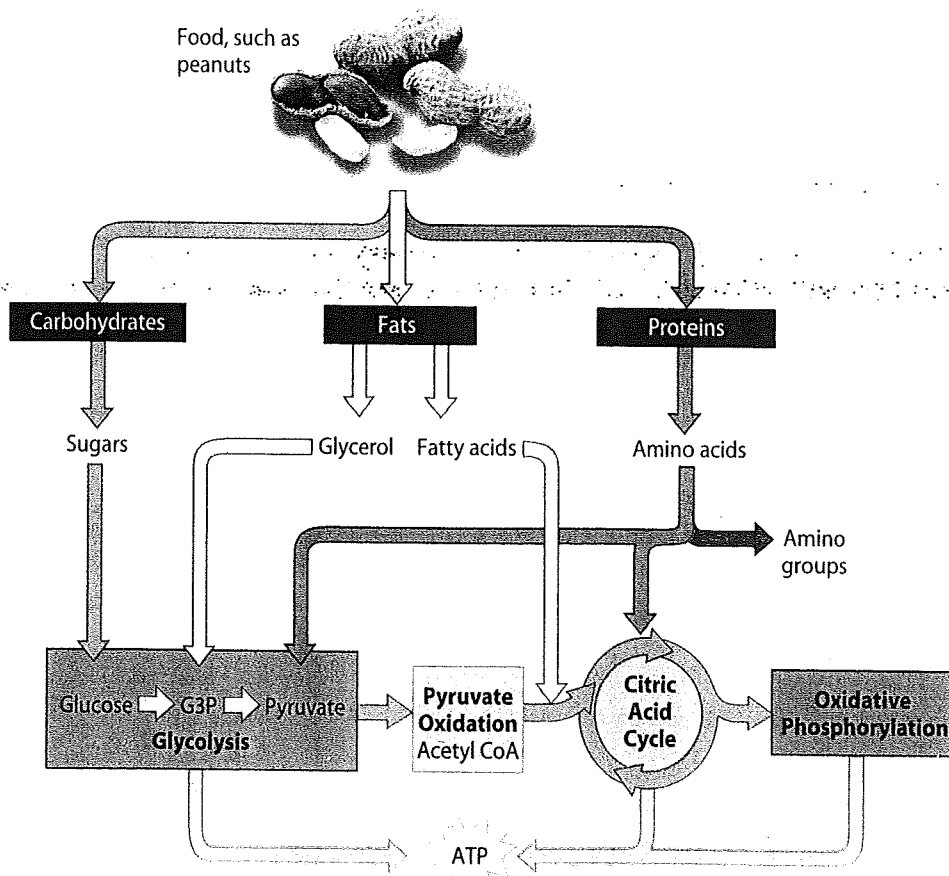 Food, such as
peanuts
Carbohydrates
Fats
Proteins
Sugars
Glycerol
Fatty acids
Amino acids
Amino
groups
Glucose
G3P
Pyruvate
Glycolysis
Pyruvate
Oxidation
Acetyl CoA
Citric
Acid
Cycle
Oxidative
Phosphorylation
ATP